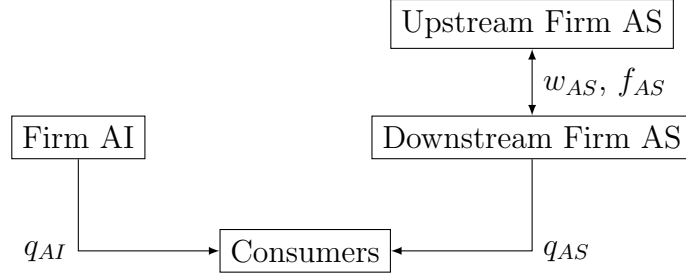 Upstream Firm AS
w_{AS}, f_{AS}
Firm AI
Downstream Firm AS
q_{AI}
Consumers
q_{AS}